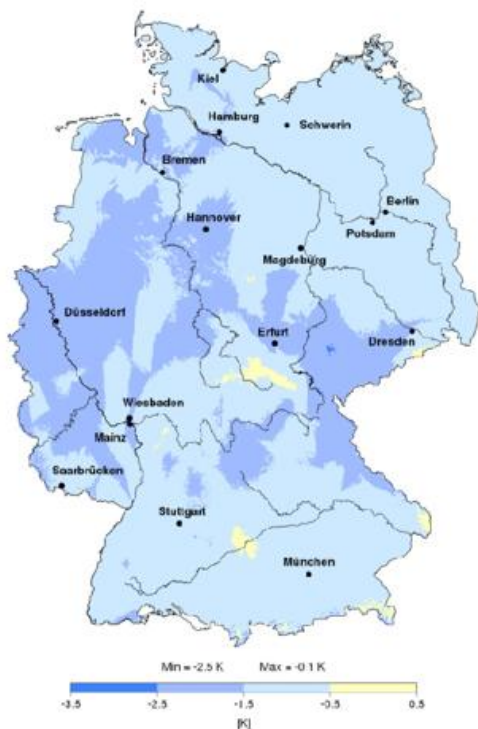 Kiel
Hamburg
Schwerin
Bremen
Berlin
Hannover
Potsdam
Magdeburg
Düsseldorf
Erfurt
Dresden
Wiesbaden
Mainz
Saarbrücken
Stuttgart
München
Min = -2.5 K Max = -0.1 K
-3.5 -2.5 -1.5 -0.5 0.5
[K]